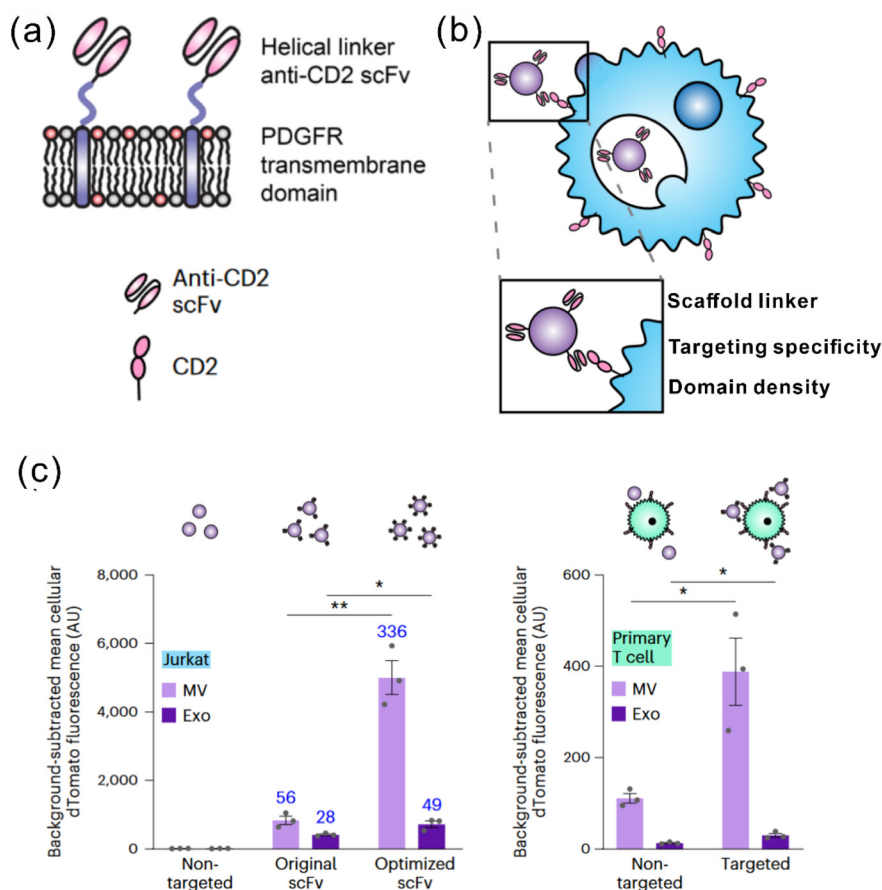 (a)
Helical linker
anti-CD2 scFv
PDGFR
transmembrane
domain
Anti-CD2
scFv
CD2
(b)
Scaffold linker
Targeting specificity
Domain density
(c)
Background-subtracted mean cellular
dTomato fluorescence (AU)
8,000
6,000
4,000
2,000
0
Jurkat
MV
Exo
**
*
56
28
336
49
Non-
targeted
Original
scFv
Optimized
scFv
Background-subtracted mean cellular
dTomato fluorescence (AU)
600
400
200
0
Primary
T cell
MV
Exo
*
*
Non-
targeted
Targeted